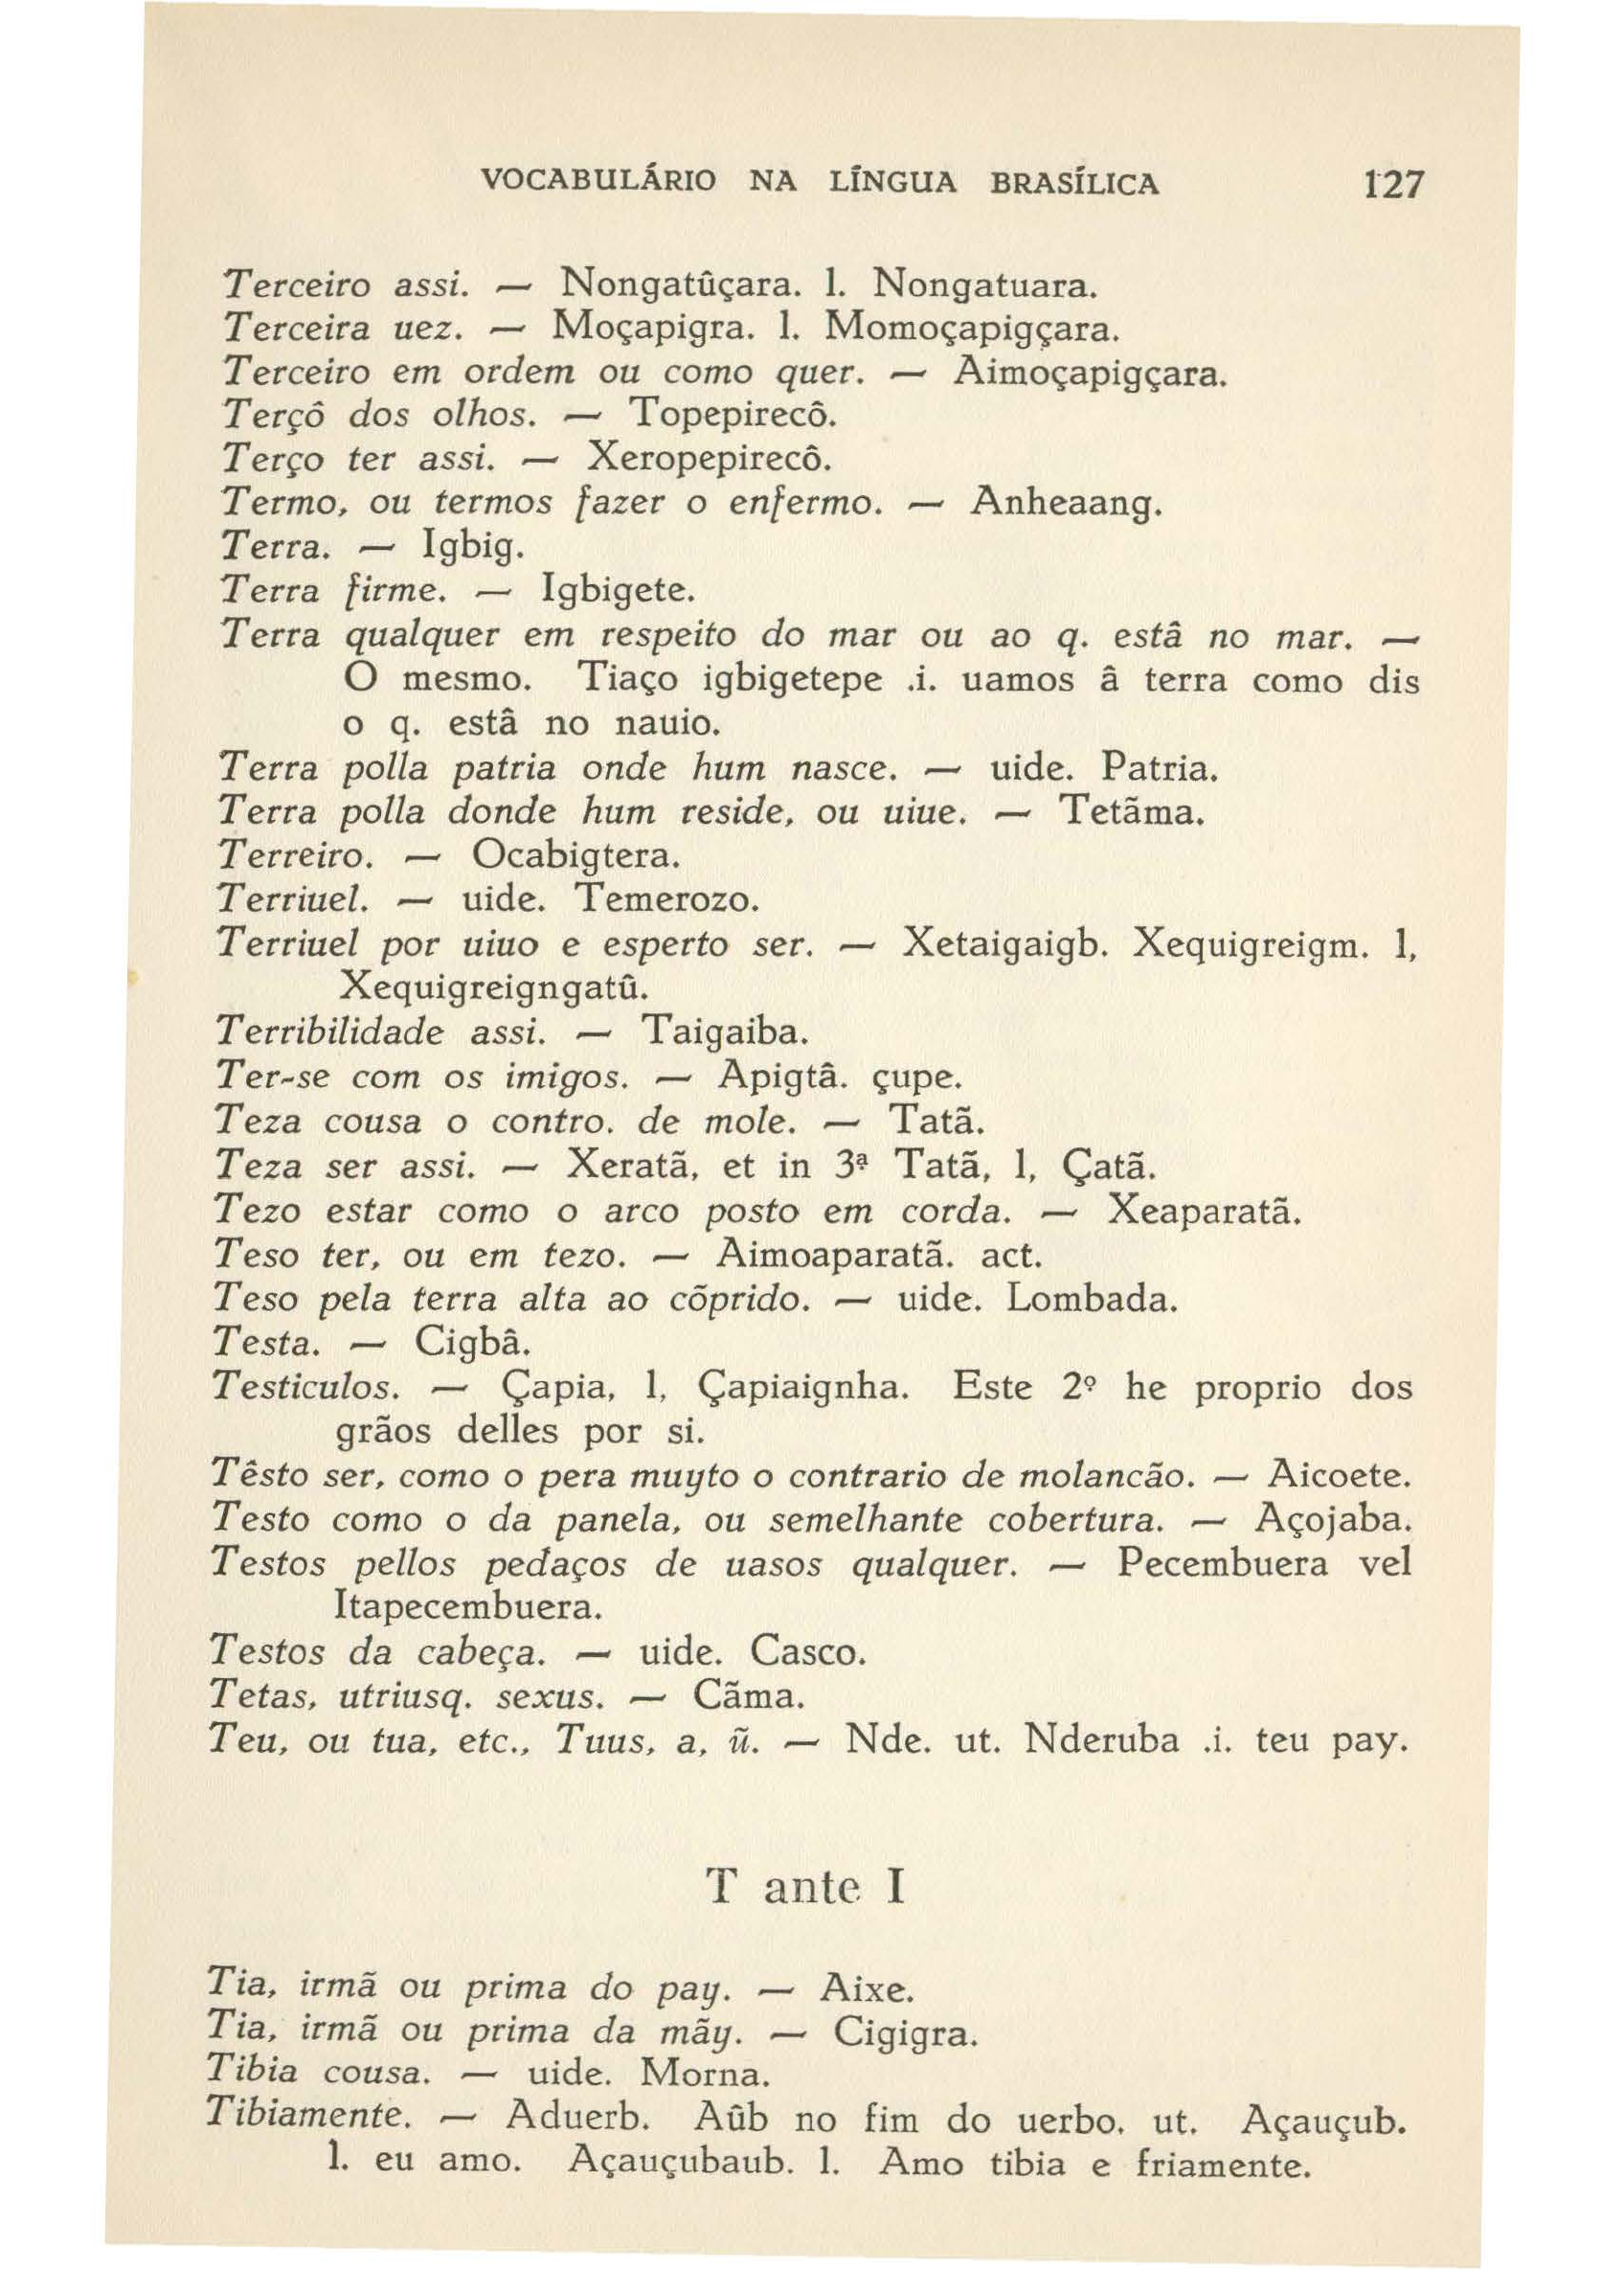 VOCABULÁRIO NA LÍNGUA BRASÍLICA 127
Terceiro assi. — Nongatûçara. l. Nongatuara.
Terceira uez. — Moçapigra. l. Momoçapigçara.
Terceiro em ordem ou como quer. — Aimoçapigçara.
Terçô dos olhos. — Topepirecô.
Terço ter assi. — Xeropepirecô.
Termo, ou termos fazer o enfermo. — Anheaang.
Terra. — Igbig.
Terra firme. — Igbigete.
Terra qualquer em respeito do mar ou ao q. estâ no mar. —
O mesmo. Tiaço igbigetepe .i. uamos â terra como dis
o q. estâ no nauio.
Terra polla patria onde hum nasce. — uide. Patria.
Terra polla donde hum reside, ou uiue. — Tetãma.
Terreiro. — Ocabigtera.
Terriuel. — uide. Temerozo.
Terriuel por uiuo e esperto ser. — Xetaigaigb. Xequigreigm. l,
Xequigreigngatû.
Terribilidade assi. — Taigaiba.
Ter-se com os imigos. — Apigtâ. çupe.
Teza cousa o contro. de mole. — Tatã.
Teza ser assi. — Xeratã, et in 3ª Tatã, l, Çatã.
Tezo estar como o arco posto em corda. — Xeaparatã.
Teso ter, ou em tezo. — Aimoaparatã. act.
Teso pela terra alta ao cõprido. — uide. Lombada.
Testa. — Cigbâ.
Testiculos. — Çapia, l, Çapiaignha. Este 2º he proprio dos
grãos delles por si.
Têsto ser, como o pera muyto o contrario de molancão. — Aicoete.
Testo como o da panela, ou semelhante cobertura. — Açojaba.
Testos pellos pedaços de uasos qualquer. — Pecembuera vel
Itapecembuera.
Testos da cabeça. — uide. Casco.
Tetas, utriusq. sexus. — Cãma.
Teu, ou tua, etc., Tuus, a, ũ. — Nde. ut. Nderuba .i. teu pay.
T ante I
Tia, irmã ou prima do pay. — Aixe.
Tia, irmã ou prima da mãy. — Cigigra.
Tibia cousa. — uide. Morna.
Tibiamente. — Aduerb. Aûb no fim do uerbo. ut. Açauçub.
l. eu amo. Açauçubaub. l. Amo tibia e friamente.